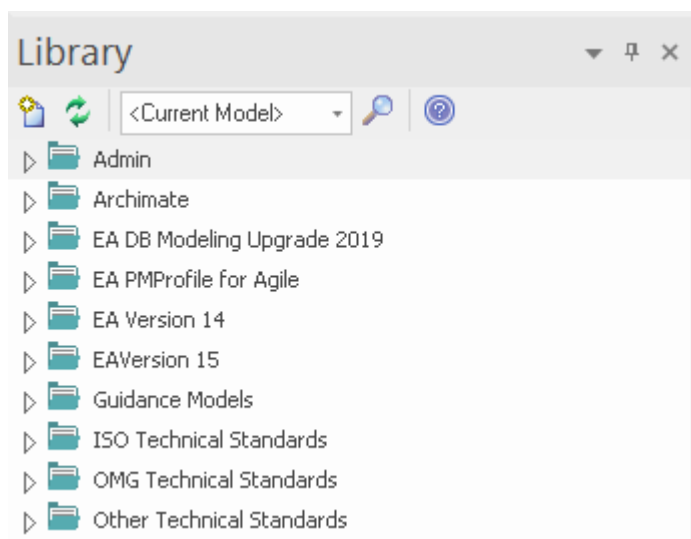 Library
<Current Model>
Admin
Archimate
EA DB Modeling Upgrade 2019
EA PMProfile for Agile
EA Version 14
EAVersion 15
Guidance Models
ISO Technical Standards
OMG Technical Standards
Other Technical Standards